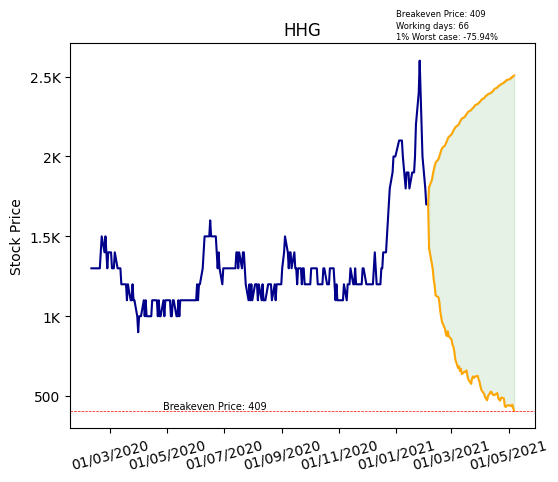 Breakeven Price: 409
Working days: 66
1% Worst case: -75.94%
HHG
Stock Price
2.5K
2K
1.5K
1K
500
Breakeven Price: 409
01/03/2020
01/05/2020
01/07/2020
01/09/2020
01/11/2020
01/01/2021
01/03/2021
01/05/2021